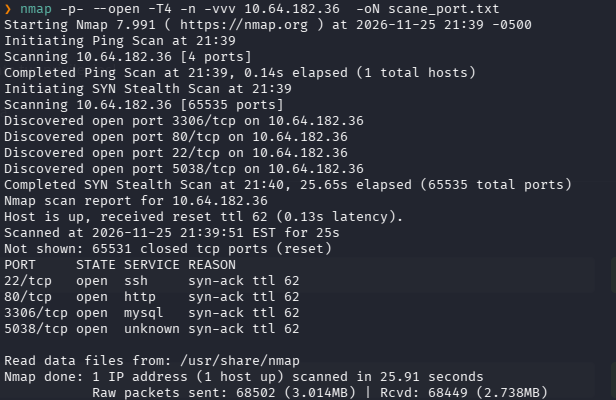 ❯ nmap -p- --open -T4 -n -vvv 10.64.182.36  -oN scane_port.txt
Starting Nmap 7.991 ( https://nmap.org ) at 2026-11-25 21:39 -0500
Initiating Ping Scan at 21:39
Scanning 10.64.182.36 [4 ports]
Completed Ping Scan at 21:39, 0.14s elapsed (1 total hosts)
Initiating SYN Stealth Scan at 21:39
Scanning 10.64.182.36 [65535 ports]
Discovered open port 3306/tcp on 10.64.182.36
Discovered open port 80/tcp on 10.64.182.36
Discovered open port 22/tcp on 10.64.182.36
Discovered open port 5038/tcp on 10.64.182.36
Completed SYN Stealth Scan at 21:40, 25.65s elapsed (65535 total ports)
Nmap scan report for 10.64.182.36
Host is up, received reset ttl 62 (0.13s latency).
Scanned at 2026-11-25 21:39:51 EST for 25s
Not shown: 65531 closed tcp ports (reset)
PORT     STATE SERVICE REASON
22/tcp   open  ssh     syn-ack ttl 62
80/tcp   open  http    syn-ack ttl 62
3306/tcp open  mysql   syn-ack ttl 62
5038/tcp open  unknown syn-ack ttl 62
Read data files from: /usr/share/nmap
Nmap done: 1 IP address (1 host up) scanned in 25.91 seconds
           Raw packets sent: 68502 (3.014MB) | Rcvd: 68449 (2.738MB)